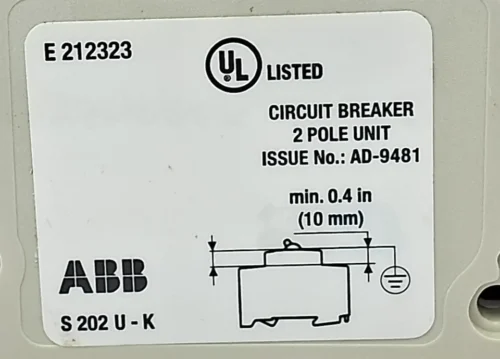 E 212323
UL LISTED
CIRCUIT BREAKER
2 POLE UNIT
ISSUE No.: AD-9481
min. 0.4 in
(10 mm)
ABB
S 202 U - K